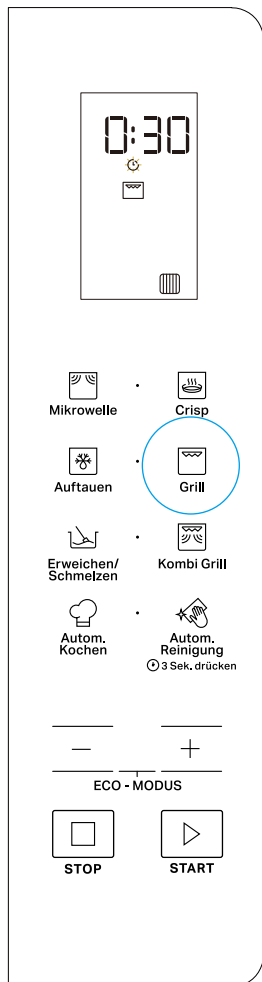 0:30
Mikrowelle
Crisp
Auftauen
Grill
Erweichen/
Schmelzen
Kombi Grill
Autom.
Kochen
Autom.
Reinigung
3 Sek. drücken
− +
ECO - MODUS
STOP
START